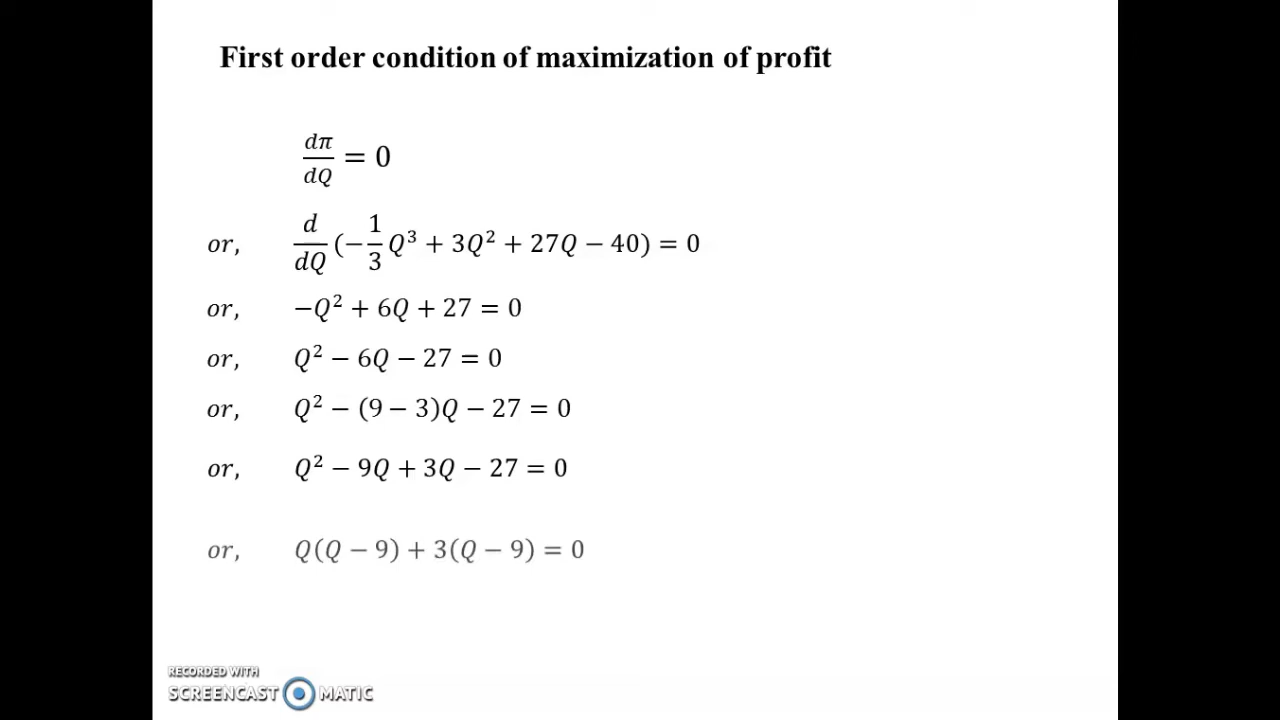 First order condition of maximization of profit
dπ/dQ = 0
or, d/dQ (−1/3 Q³ + 3Q² + 27Q − 40) = 0
or, −Q² + 6Q + 27 = 0
or, Q² − 6Q − 27 = 0
or, Q² − (9 − 3)Q − 27 = 0
or, Q² − 9Q + 3Q − 27 = 0
or, Q(Q − 9) + 3(Q − 9) = 0
RECORDED WITH
SCREENCAST MATIC